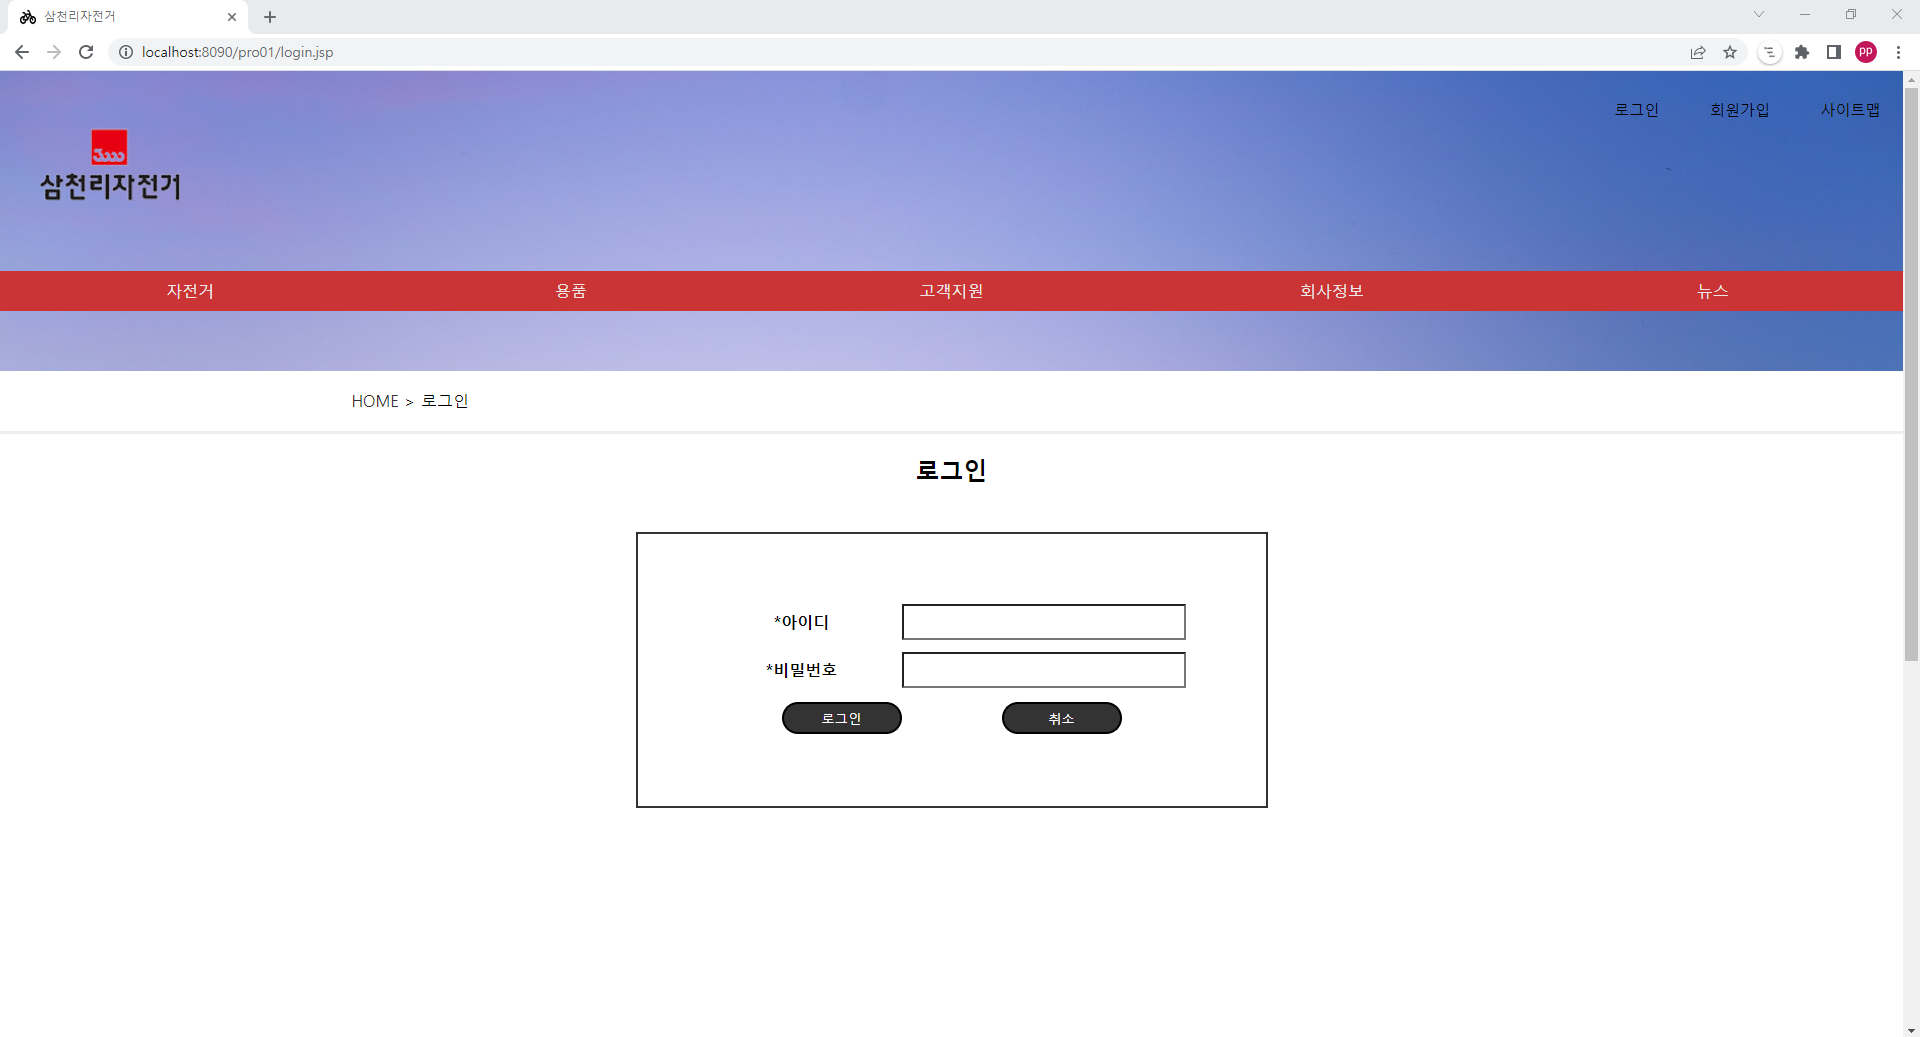 삼천리자전거
localhost:8090/pro01/login.jsp
pp
로그인 회원가입 사이트맵
3000
삼천리자전거
자전거 용품 고객지원 회사정보 뉴스
HOME > 로그인
로그인
*아이디
*비밀번호
로그인 취소